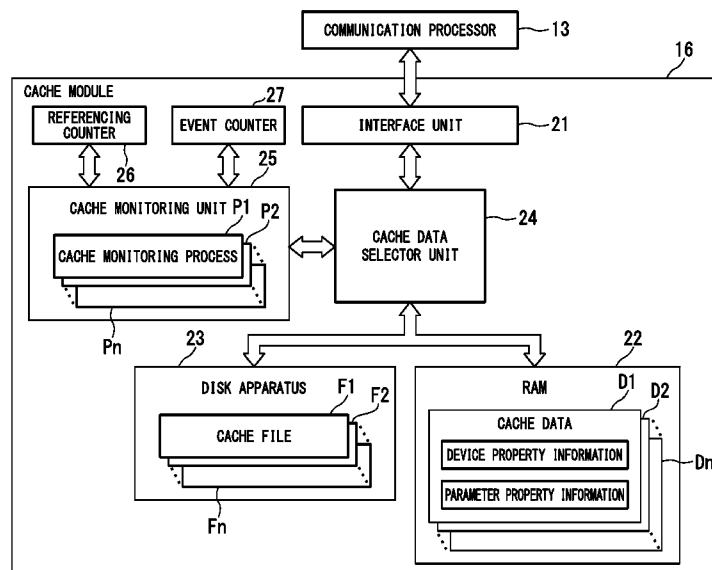 COMMUNICATION PROCESSOR
13
16
CACHE MODULE
27
REFERENCING
COUNTER
EVENT COUNTER
INTERFACE UNIT
21
26
25
CACHE MONITORING UNIT
P1
P2
24
CACHE MONITORING PROCESS
CACHE DATA
SELECTOR UNIT
Pn
23
22
DISK APPARATUS
F1
F2
RAM
D1
D2
CACHE FILE
CACHE DATA
DEVICE PROPERTY INFORMATION
Dn
PARAMETER PROPERTY INFORMATION
Fn